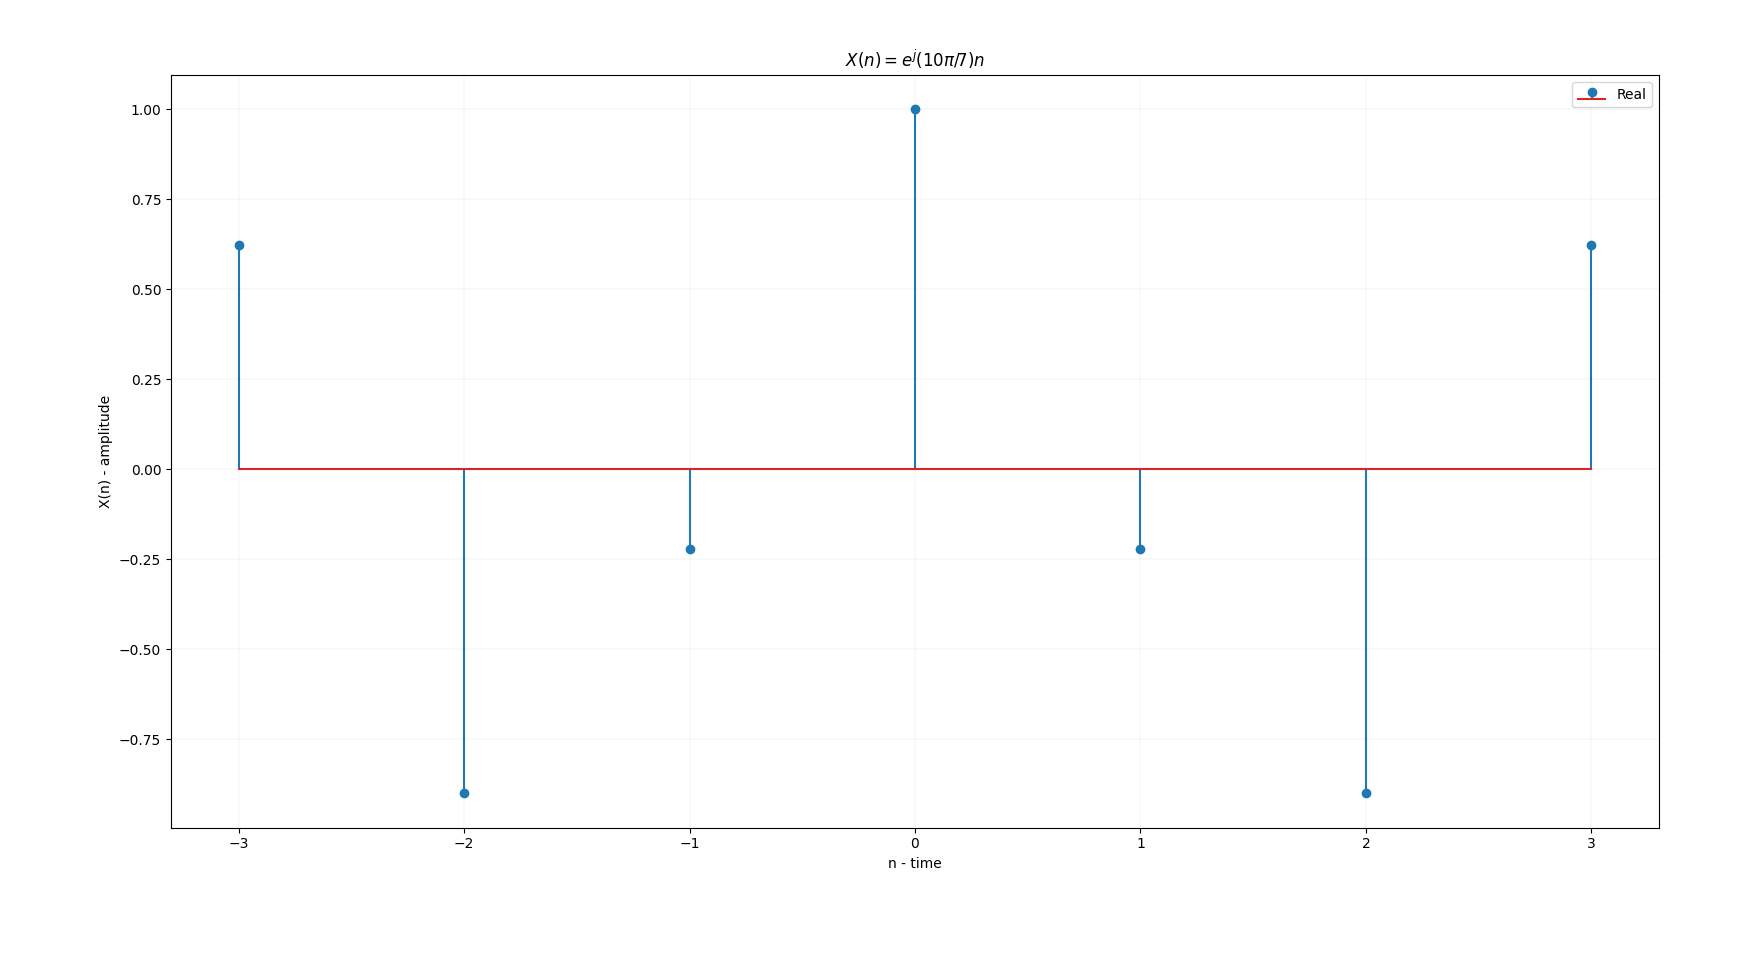 X(n) = e^j(10π/7)n
Real
1.00
0.75
0.50
0.25
0.00
−0.25
−0.50
−0.75
X(n) - amplitude
−3 −2 −1 0 1 2 3
n - time